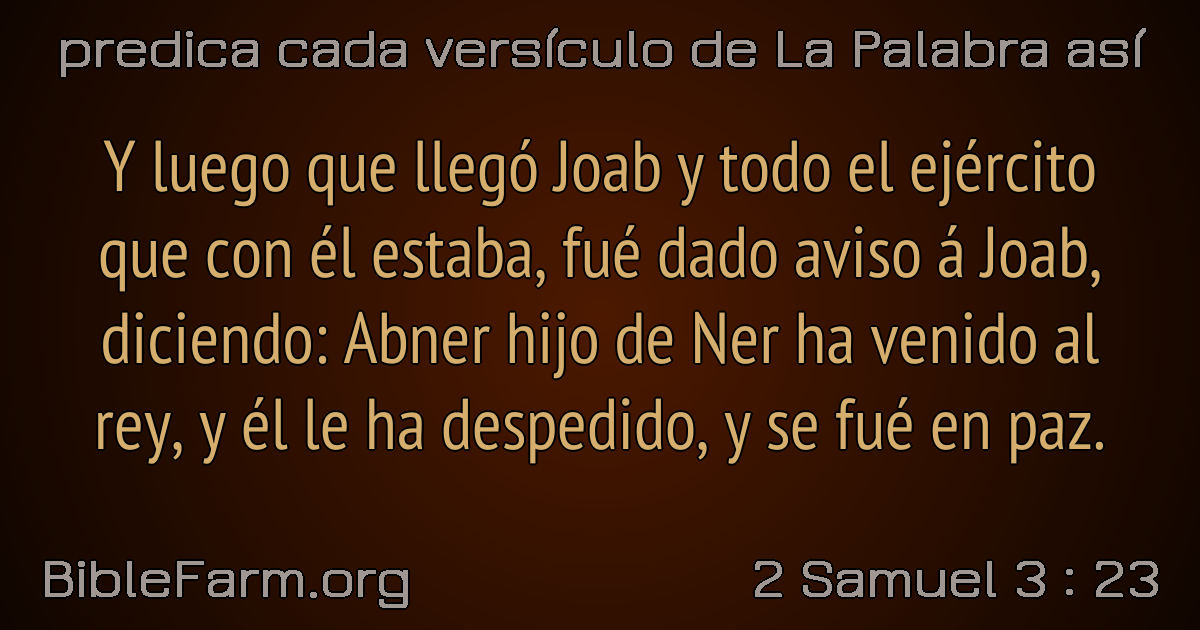 predica cada versículo de La Palabra así
Y luego que llegó Joab y todo el ejército
que con él estaba, fué dado aviso á Joab,
diciendo: Abner hijo de Ner ha venido al
rey, y él le ha despedido, y se fué en paz.
BibleFarm.org
2 Samuel 3 : 23